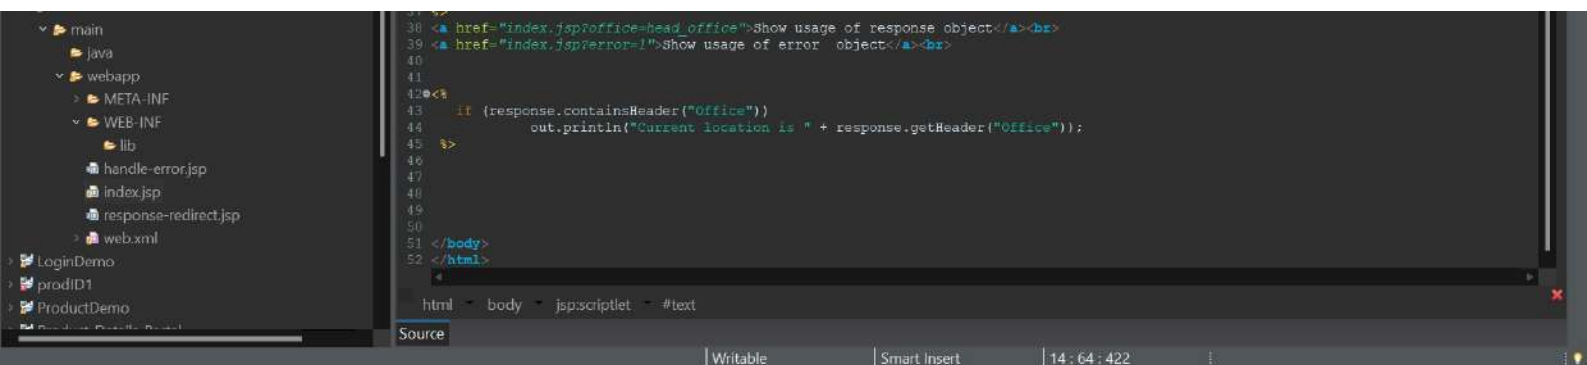 main
java
webapp
META-INF
WEB-INF
lib
handle-error.jsp
index.jsp
response-redirect.jsp
web.xml
LoginDemo
prodID1
ProductDemo
37 %>
38 <a href="index.jsp?office=head_office">Show usage of response object</a><br>
39 <a href="index.jsp?error=1">Show usage of error  object</a><br>
40
41
42 <%
43 if (response.containsHeader("Office"))
44 out.println("Current location is " + response.getHeader("Office"));
45 %>
46
47
48
49
50
51 </body>
52 </html>
html body jsp:scriptlet #text
Source
Writable Smart Insert 14 : 64 : 422